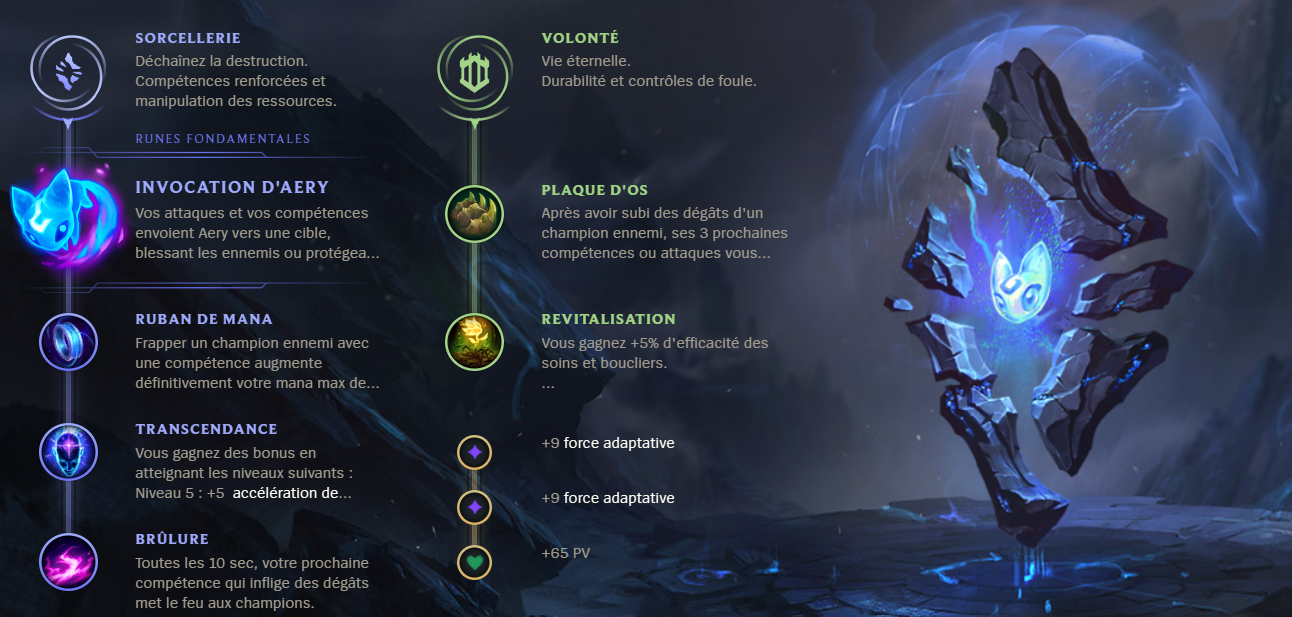 SORCELLERIE
Déchaînez la destruction.
Compétences renforcées et
manipulation des ressources.
RUNES FONDAMENTALES
INVOCATION D'AERY
Vos attaques et vos compétences
envoient Aery vers une cible,
blessant les ennemis ou protégea...
RUBAN DE MANA
Frapper un champion ennemi avec
une compétence augmente
définitivement votre mana max de...
TRANSCENDANCE
Vous gagnez des bonus en
atteignant les niveaux suivants :
Niveau 5 : +5 accélération de...
BRÛLURE
Toutes les 10 sec, votre prochaine
compétence qui inflige des dégâts
met le feu aux champions.
VOLONTÉ
Vie éternelle.
Durabilité et contrôles de foule.
PLAQUE D'OS
Après avoir subi des dégâts d'un
champion ennemi, ses 3 prochaines
compétences ou attaques vous...
REVITALISATION
Vous gagnez +5% d'efficacité des
soins et boucliers.
...
+9 force adaptative
+9 force adaptative
+65 PV